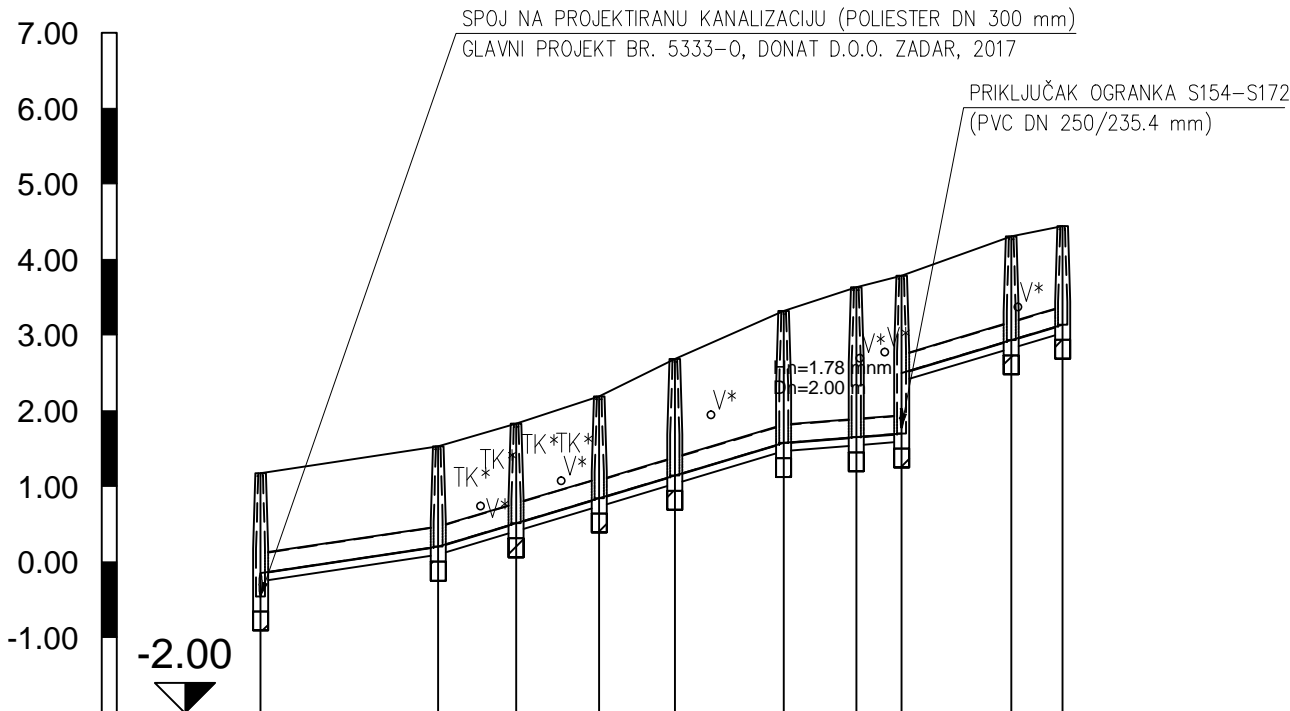 7.00
SPOJ NA PROJEKTIRANU KANALIZACIJU (POLIESTER DN 300 mm)
GLAVNI PROJEKT BR. 5333-0, DONAT D.O.O. ZADAR, 2017
6.00
PRIKLJUČAK OGRANKA S154-S172
(PVC DN 250/235.4 mm)
5.00
4.00
V*
3.00
V*
V*
Hn=1.78 mnm
Dn=2.00 m
2.00
V*
TK*
TK*
TK*
TK*
V*
1.00
V*
0.00
-1.00
-2.00